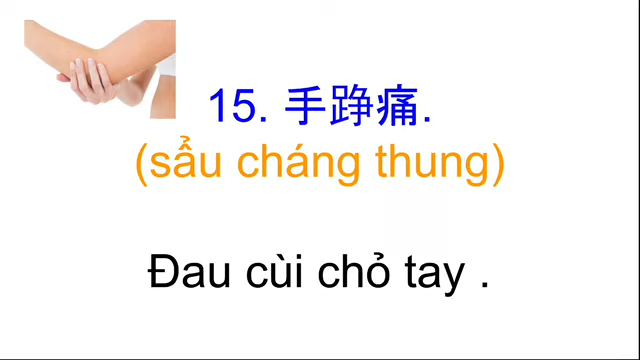 15. 手踭痛.
(sẩu cháng thung)
Đau cùi chỏ tay .